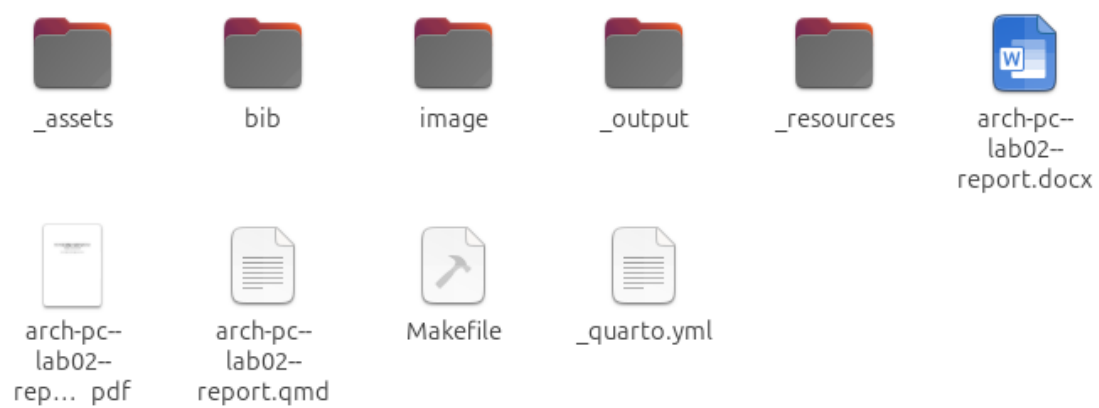 _assets
bib
image
_output
_resources
arch-pc--
lab02--
report.docx
arch-pc--
lab02--
rep... pdf
arch-pc--
lab02--
report.qmd
Makefile
_quarto.yml